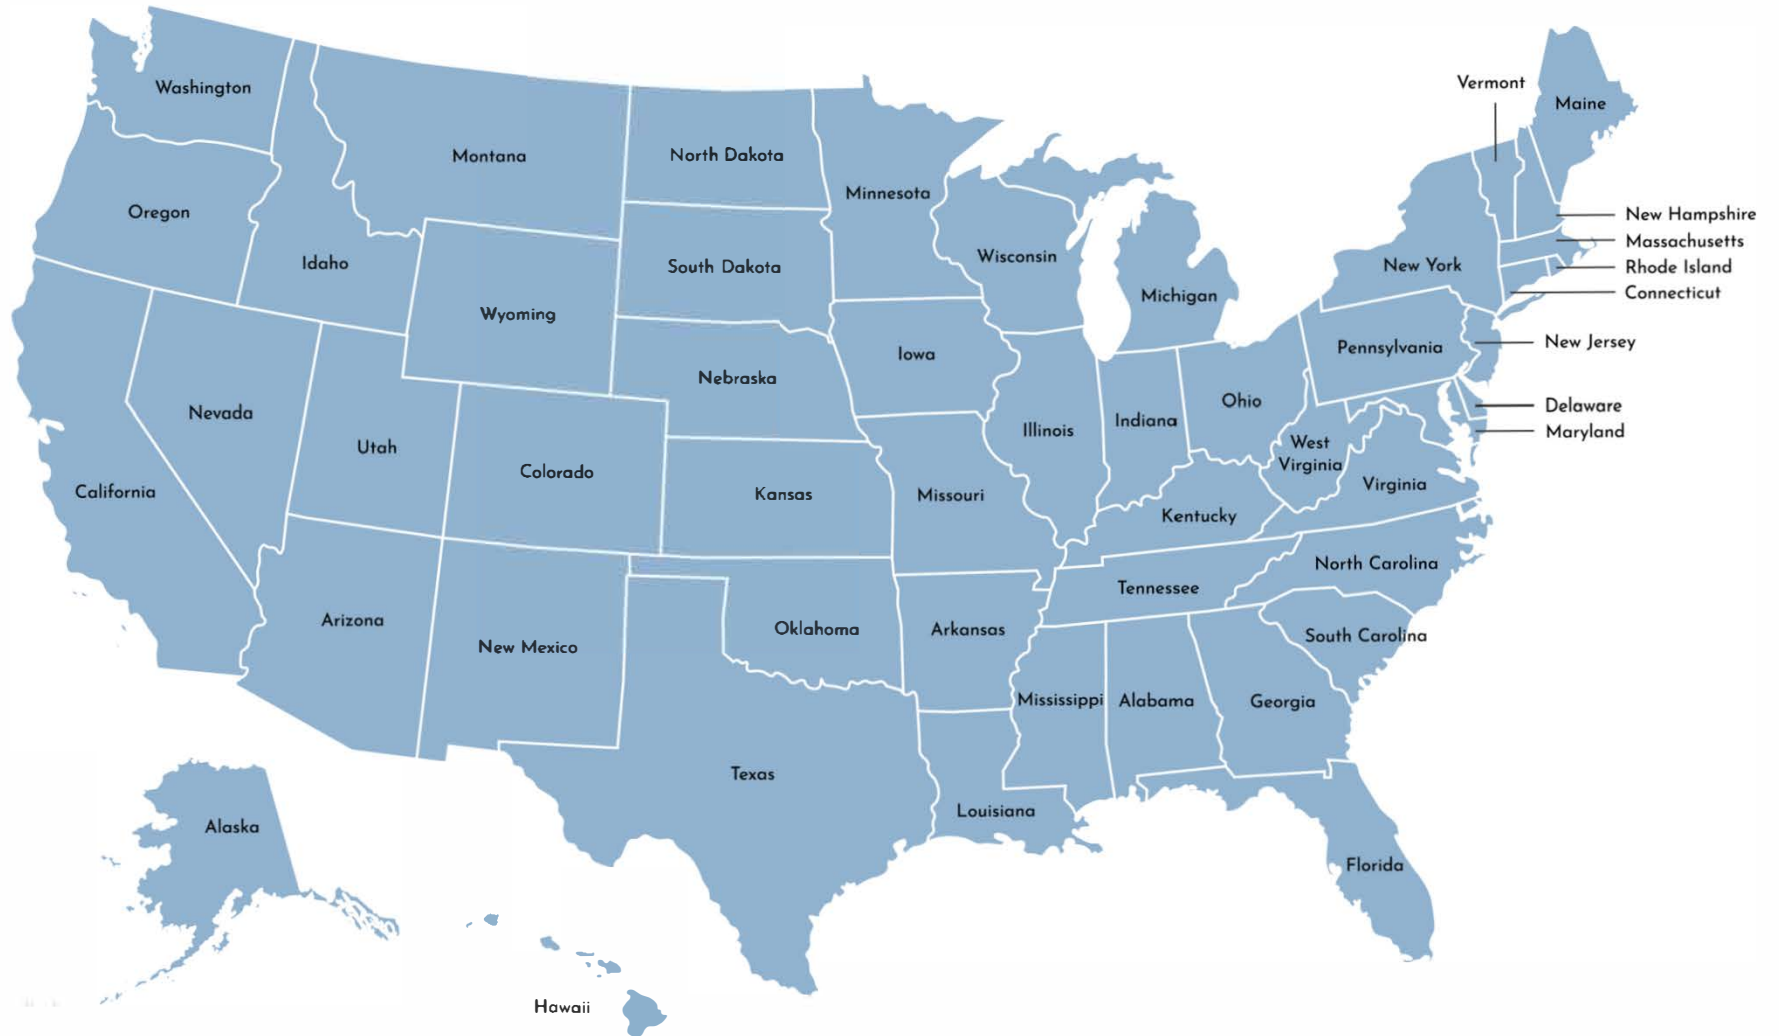 Vermont
Washington
Maine
Montana
North Dakota
Minnesota
Oregon
New Hampshire
Massachusetts
Wisconsin
Idaho
South Dakota
New York
Rhode Island
Michigan
Connecticut
Wyoming
New Jersey
Pennsylvania
Iowa
Nebraska
Ohio
Delaware
Nevada
Indiana
Illinois
Maryland
Utah
West
Virginia
Colorado
California
Kansas
Missouri
Virginia
Kentucky
North Carolina
Tennessee
Arizona
Oklahoma
Arkansas
South Carolina
New Mexico
Mississippi
Alabama
Georgia
Texas
Louisiana
Alaska
Florida
Hawaii